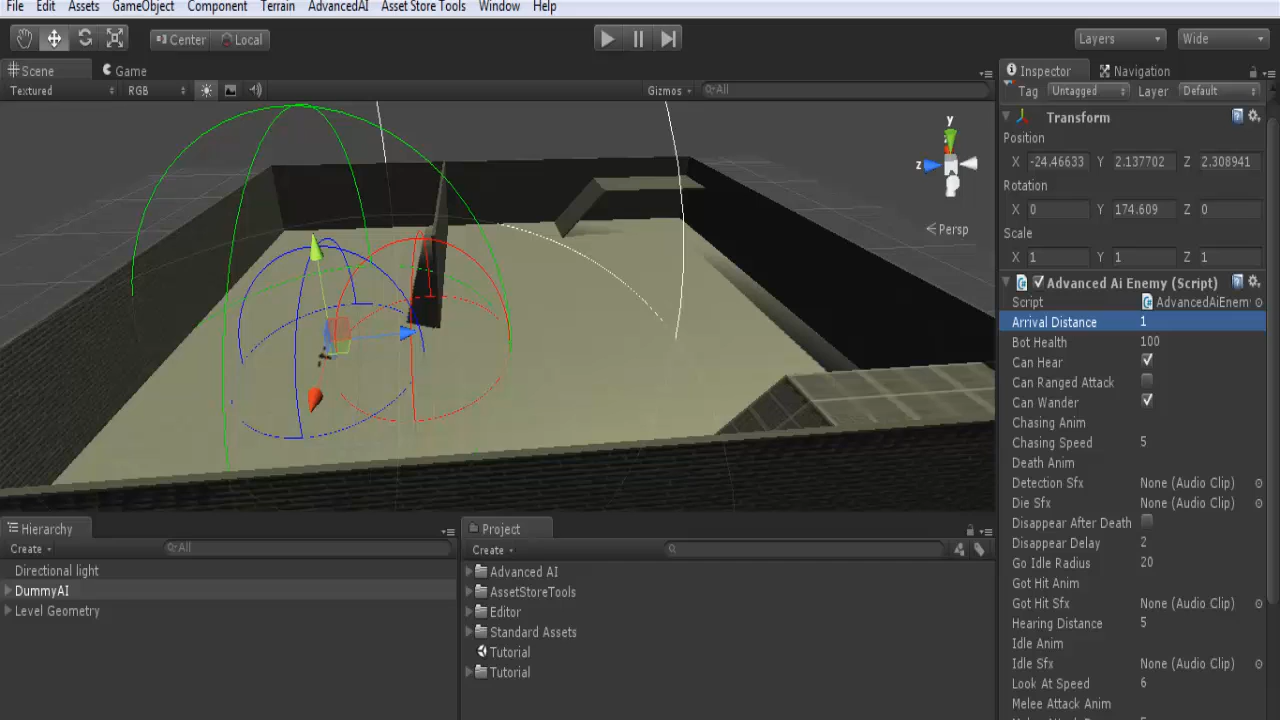 File Edit Assets GameObject Component Terrain AdvancedAI Asset Store Tools Window Help
Center Local Layers Wide
Scene Game Inspector Navigation
Textured RGB Gizmos All Tag Untagged Layer Default
Transform
Position
X -24.46633 Y 2.137702 Z 2.308941
Rotation
X 0 Y 174.609 Z 0
Scale
X 1 Y 1 Z 1
y
z
Persp
Advanced Ai Enemy (Script)
Script AdvancedAiEnem
Arrival Distance 1
Bot Health 100
Can Hear
Can Ranged Attack
Can Wander
Chasing Anim
Chasing Speed 5
Death Anim
Detection Sfx None (Audio Clip)
Die Sfx None (Audio Clip)
Disappear After Death
Disappear Delay 2
Go Idle Radius 20
Got Hit Anim
Got Hit Sfx None (Audio Clip)
Hearing Distance 5
Idle Anim
Idle Sfx None (Audio Clip)
Look At Speed 6
Melee Attack Anim
Hierarchy
Create All
Directional light
DummyAI
Level Geometry
Project
Create
Advanced AI
AssetStoreTools
Editor
Standard Assets
Tutorial
Tutorial